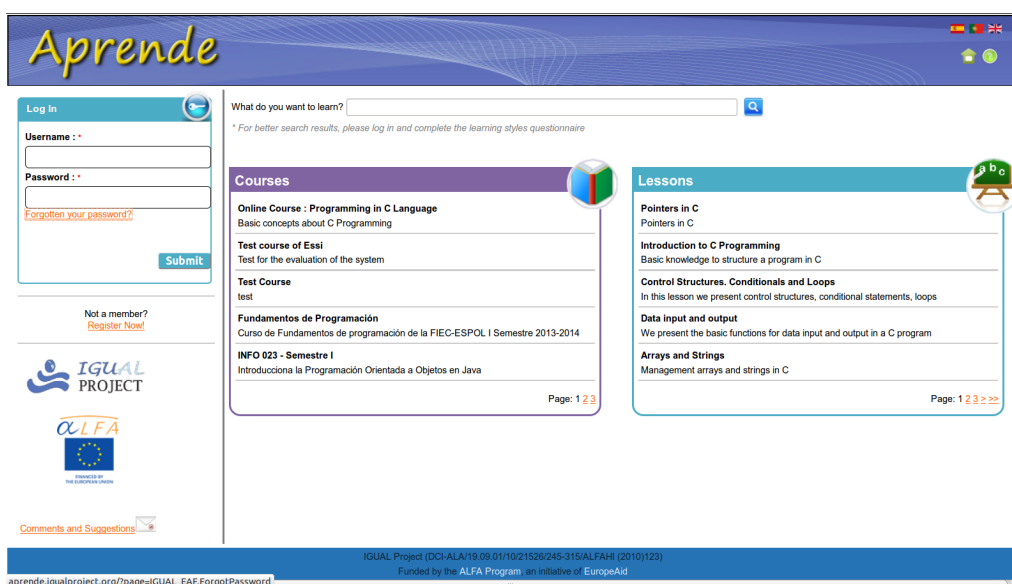 Aprende
Log In
Username : *
Password : *
Forgotten your password?
Submit
Not a member?
Register Now!
IGUAL
PROJECT
αLFA
FINANCED BY
THE EUROPEAN UNION
Comments and Suggestions
What do you want to learn?
* For better search results, please log in and complete the learning styles questionnaire
Courses
Online Course : Programming in C Language
Basic concepts about C Programming
Test course of Essi
Test for the evaluation of the system
Test Course
test
Fundamentos de Programación
Curso de Fundamentos de programación de la FIEC-ESPOL I Semestre 2013-2014
INFO 023 - Semestre I
Introducciona la Programación Orientada a Objetos en Java
Page: 1 2 3
Lessons
a b c
Pointers in C
Pointers in C
Introduction to C Programming
Basic knowledge to structure a program in C
Control Structures. Conditionals and Loops
In this lesson we present control structures, conditional statements, loops
Data input and output
We present the basic functions for data input and output in a C program
Arrays and Strings
Management arrays and strings in C
Page: 1 2 3 > >>
IGUAL Project (DCI-ALA/19.09.01/10/21526/245-315/ALFAHI (2010)123)
Funded by the ALFA Program, an initiative of EuropeAid
aprende.igualproject.org/?page=IGUAL_EAF.ForgotPassword